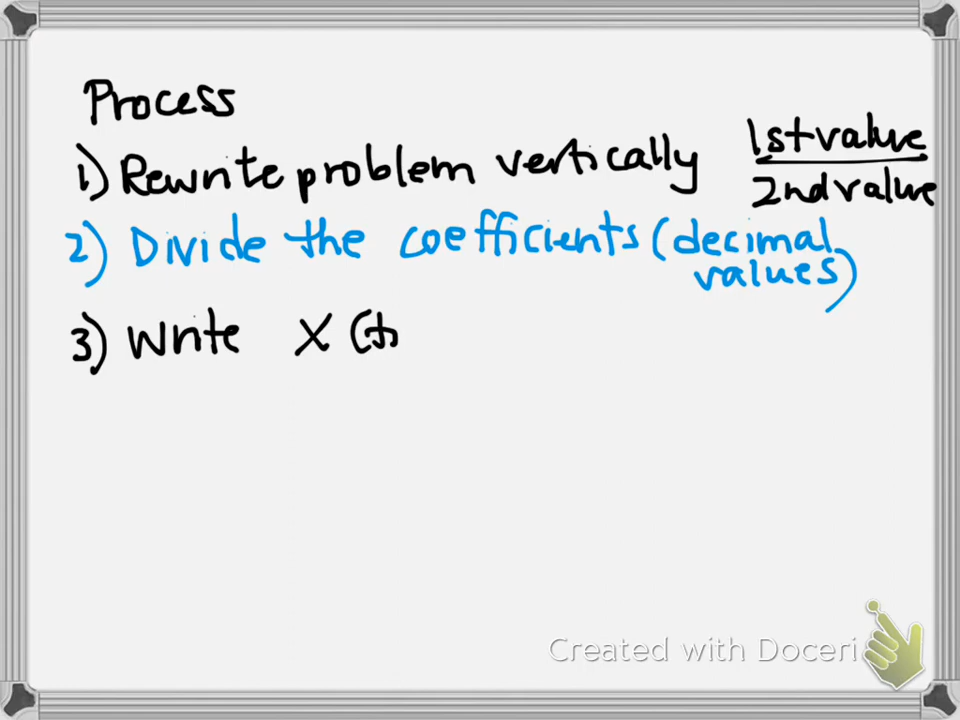 Process
1) Rewrite problem vertically 1st value
2nd value
2) Divide the coefficients (decimal
values)
3) Write X (th
Created with Doceri